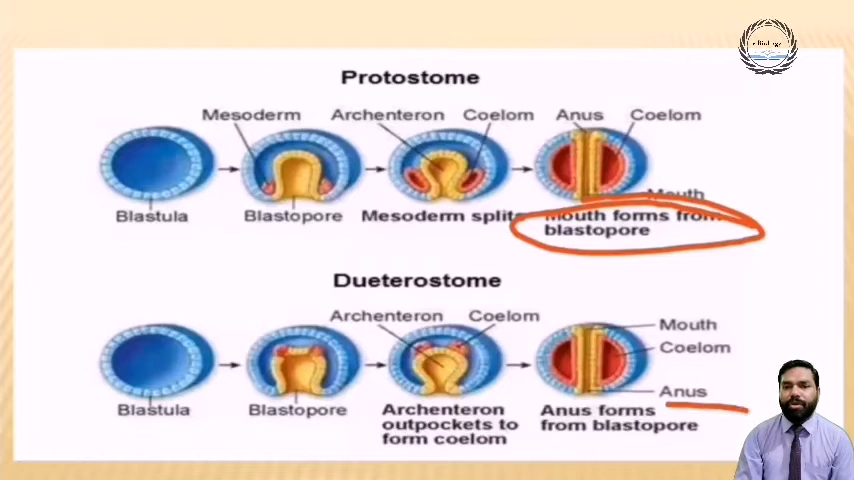 Protostome
Mesoderm Archenteron Coelom Anus Coelom
Mouth
Blastula Blastopore Mesoderm splits Mouth forms from
blastopore
Dueterostome
Archenteron Coelom
Mouth
Coelom
Anus
Blastula Blastopore Archenteron
outpockets to
form coelom
Anus forms
from blastopore